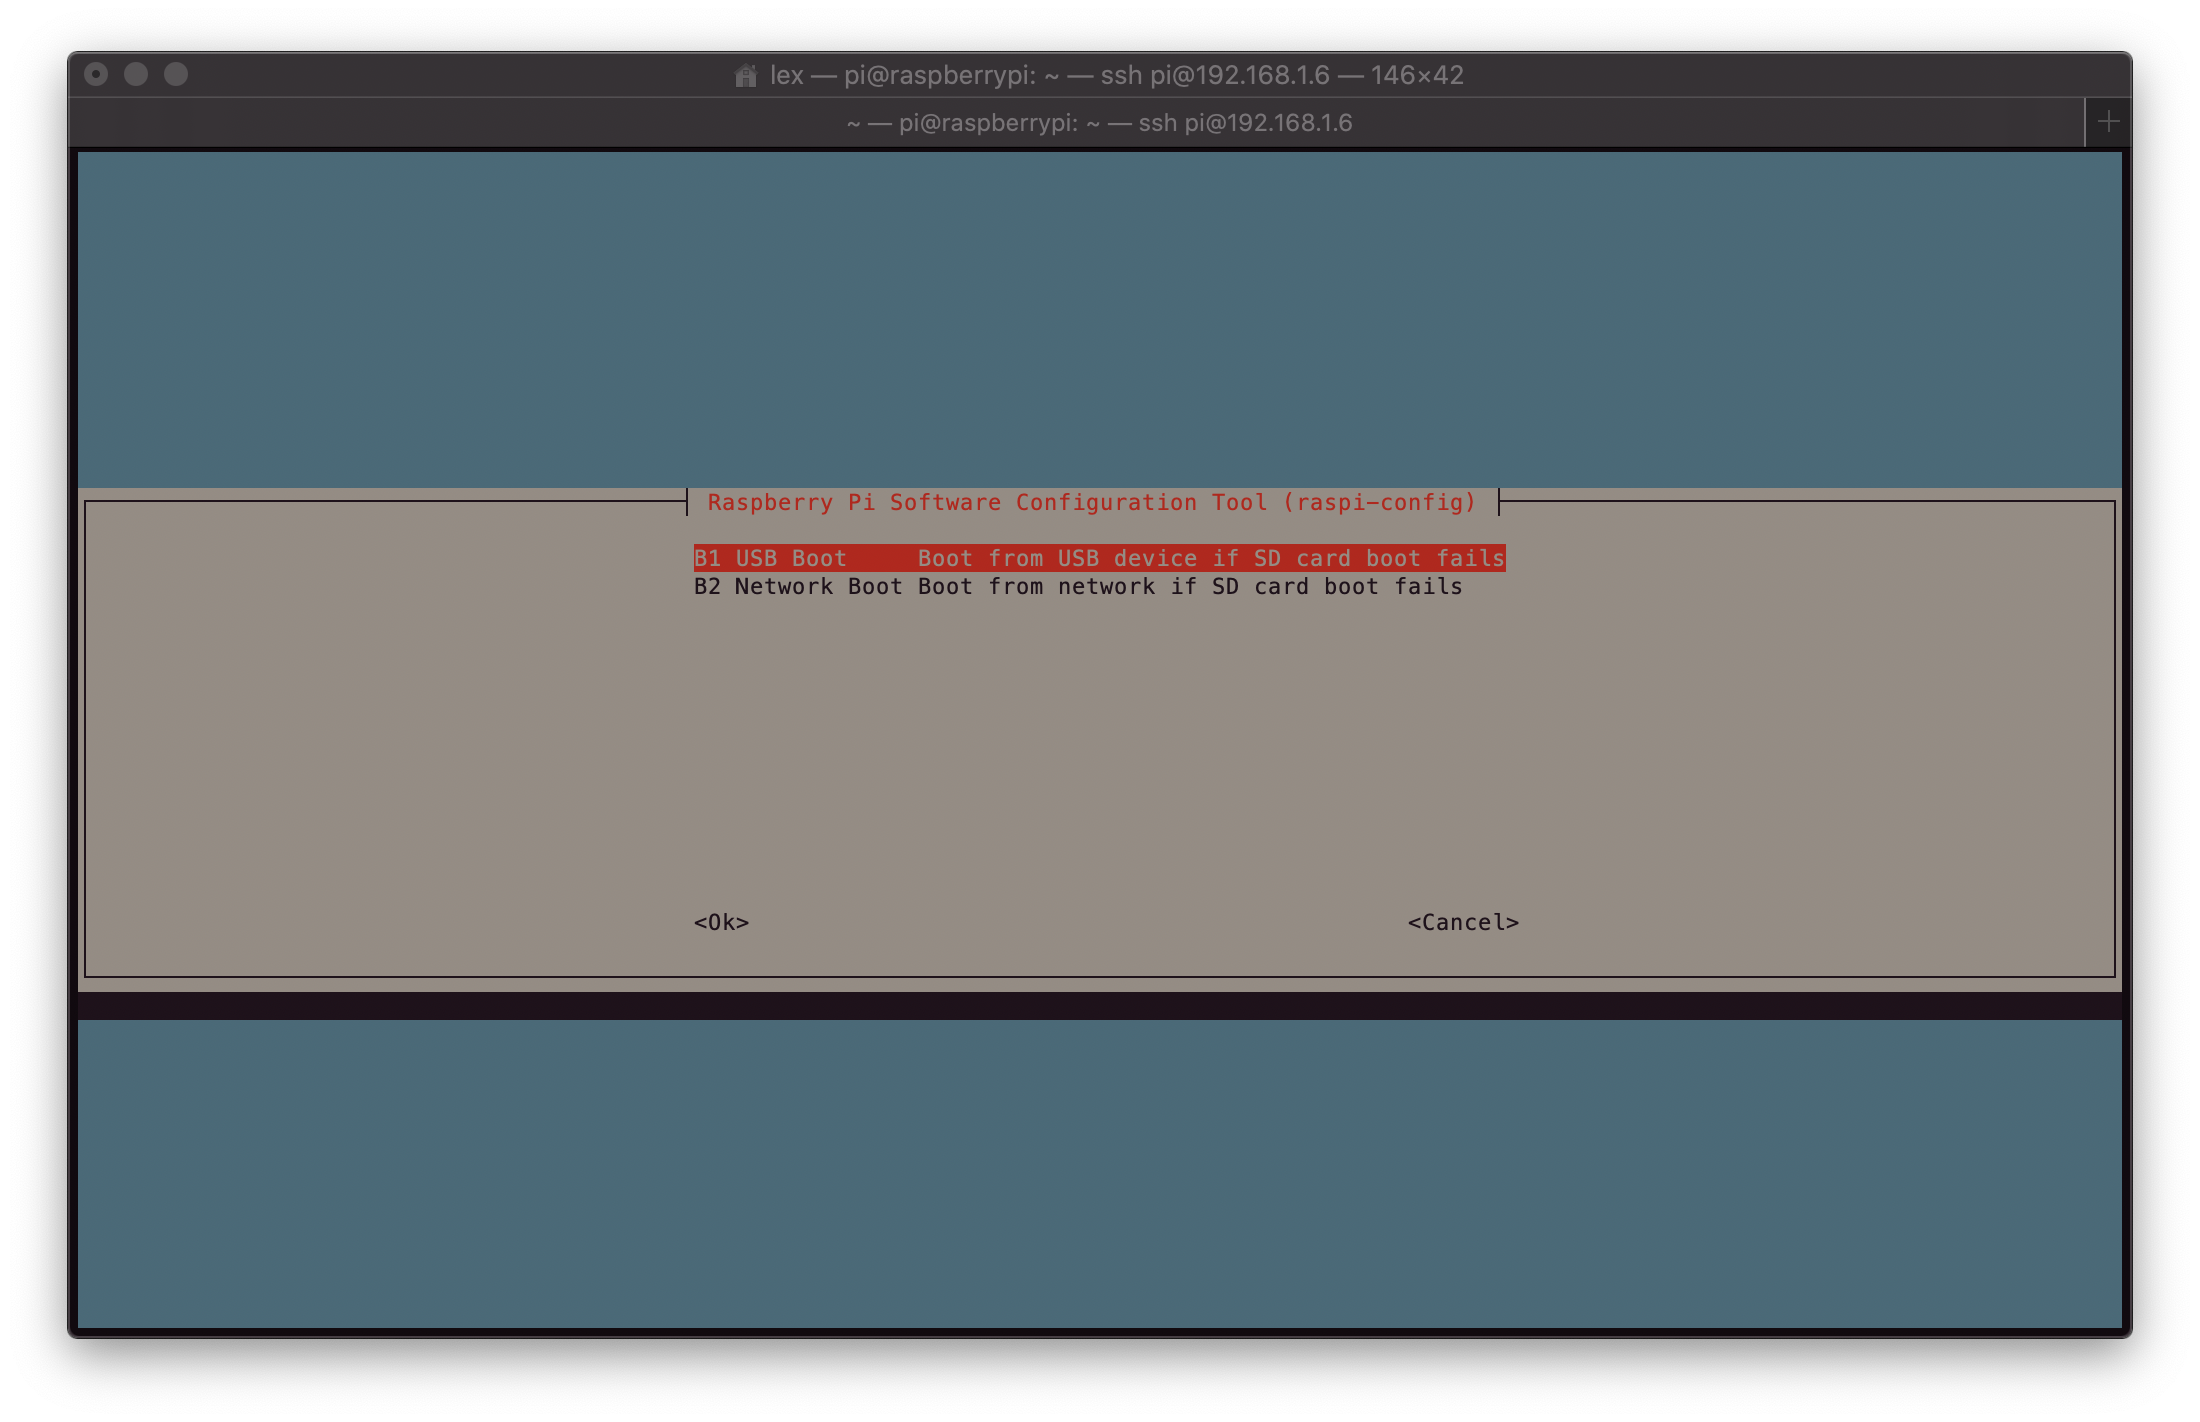 lex — pi@raspberrypi: ~ — ssh pi@192.168.1.6 — 146×42
~ — pi@raspberrypi: ~ — ssh pi@192.168.1.6
Raspberry Pi Software Configuration Tool (raspi-config)
B1 USB Boot     Boot from USB device if SD card boot fails
B2 Network Boot Boot from network if SD card boot fails
<Ok> <Cancel>